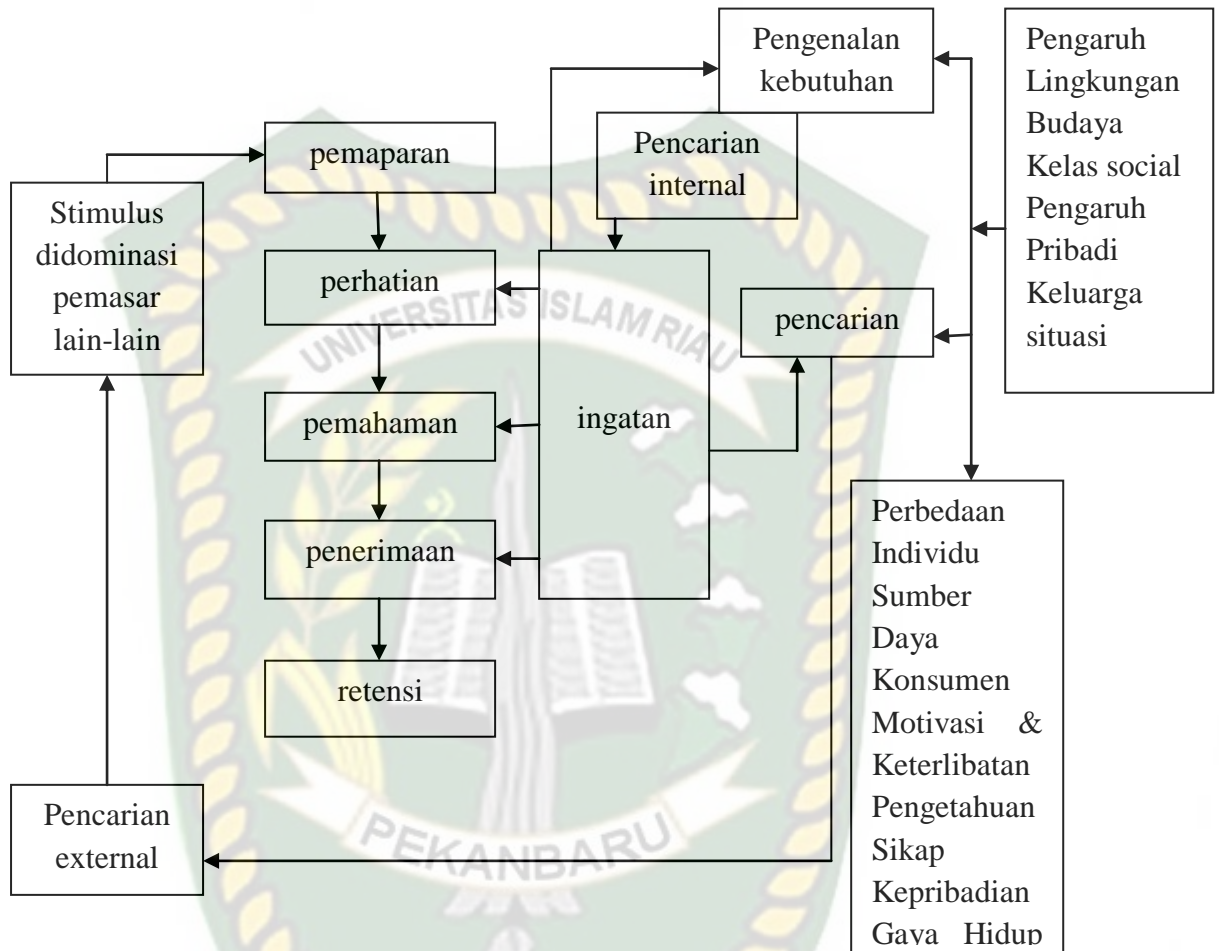 Pengenalan
kebutuhan
Pengaruh
Lingkungan
Budaya
Kelas social
Pengaruh
Pribadi
Keluarga
situasi
pemaparan
Pencarian
internal
Stimulus
didominasi
pemasar
lain-lain
perhatian
UNIVERSITAS ISLAM RIAU
pencarian
pemahaman
ingatan
penerimaan
Perbedaan
Individu
Sumber
Daya
Konsumen
Motivasi &
Keterlibatan
Pengetahuan
Sikap
Kepribadian
Gaya Hidup
retensi
Pencarian
external
PEKANBARU